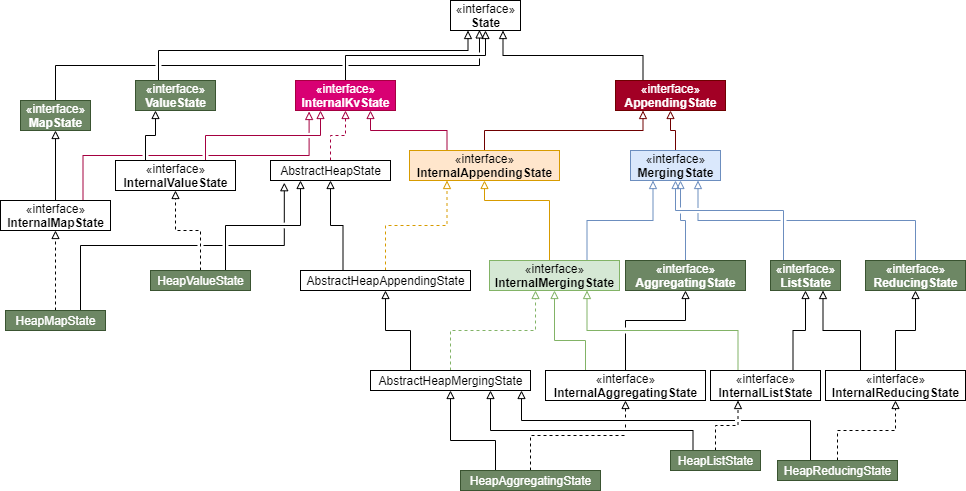 «interface»
State
«interface»
ValueState
«interface»
InternalKvState
«interface»
AppendingState
«interface»
MapState
«interface»
InternalValueState
AbstractHeapState
«interface»
InternalAppendingState
«interface»
MergingState
«interface»
InternalMapState
HeapValueState
AbstractHeapAppendingState
«interface»
InternalMergingState
«interface»
AggregatingState
«interface»
ListState
«interface»
ReducingState
HeapMapState
AbstractHeapMergingState
«interface»
InternalAggregatingState
«interface»
InternalListState
«interface»
InternalReducingState
HeapAggregatingState
HeapListState
HeapReducingState